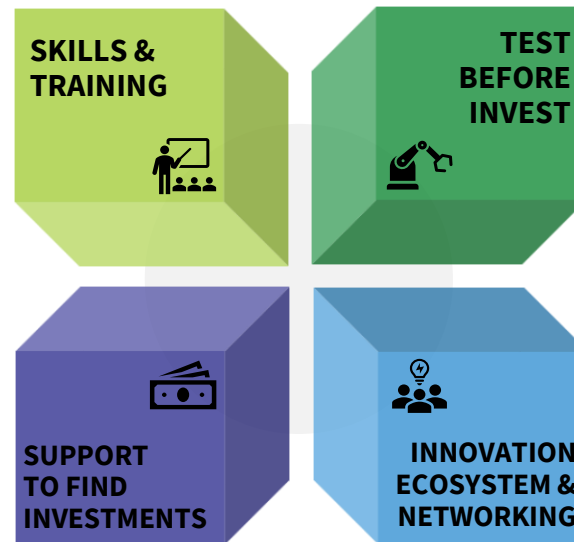 SKILLS &
TRAINING
TEST
BEFORE
INVEST
SUPPORT
TO FIND
INVESTMENTS
INNOVATION
ECOSYSTEM &
NETWORKING